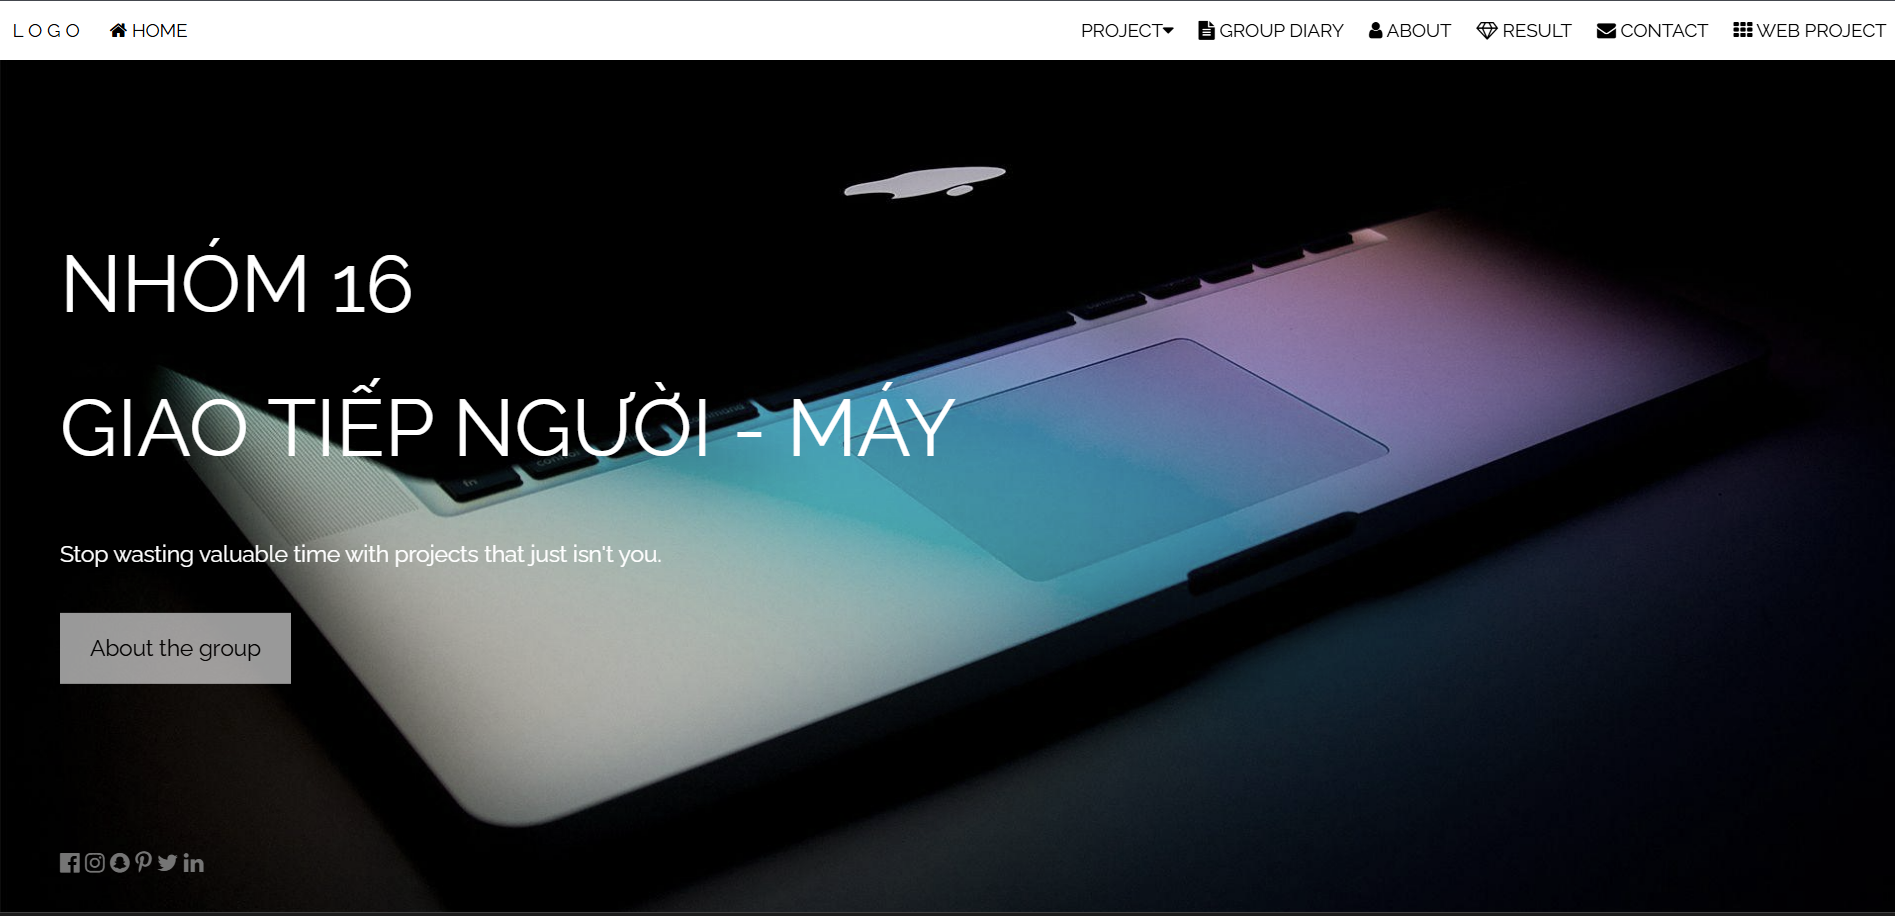 LOGO HOME PROJECT GROUP DIARY ABOUT RESULT CONTACT WEB PROJECT
NHÓM 16
GIAO TIẾP NGƯỜI - MÁY
fn
Stop wasting valuable time with projects that just isn't you.
About the group